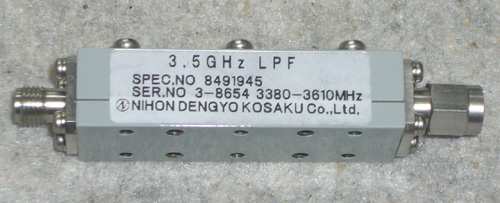 3.5GHz LPF
SPEC.NO 8491945
SER.NO 3-8654 3380-3610MHz
NIHON DENGYO KOSAKU Co.,Ltd.